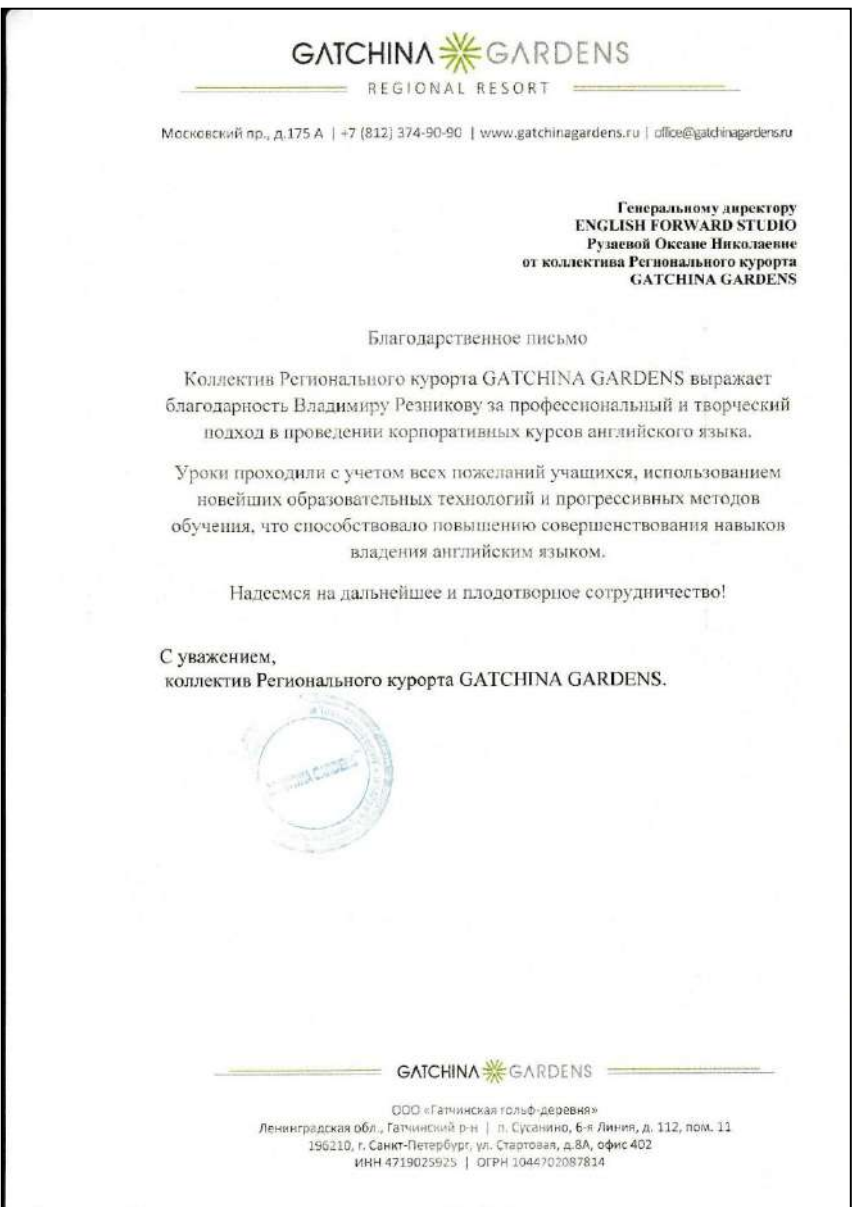 GATCHINA GARDENS
REGIONAL RESORT
Московский пр., д.175 А | +7 (812) 374-90-90 | www.gatchinagardens.ru | office@gatchinagardens.ru
Генеральному директору
ENGLISH FORWARD STUDIO
Рузаевой Оксане Николаевне
от коллектива Регионального курорта
GATCHINA GARDENS
Благодарственное письмо
Коллектив Регионального курорта GATCHINA GARDENS выражает
благодарность Владимиру Резникову за профессиональный и творческий
подход в проведении корпоративных курсов английского языка.
Уроки проходили с учетом всех пожеланий учащихся, использованием
новейших образовательных технологий и прогрессивных методов
обучения, что способствовало повышению совершенствования навыков
владения английским языком.
Надеемся на дальнейшее и плодотворное сотрудничество!
С уважением,
коллектив Регионального курорта GATCHINA GARDENS.
GATCHINA GARDENS
ООО «Гатчинская гольф-деревня»
Ленинградская обл., Гатчинский р-н | п. Сусанино, 6-я Линия, д. 112, пом. 11
196210, г. Санкт-Петербург, ул. Стартовая, д.8А, офис 402
ИНН 4719025925 | ОГРН 1044702087814